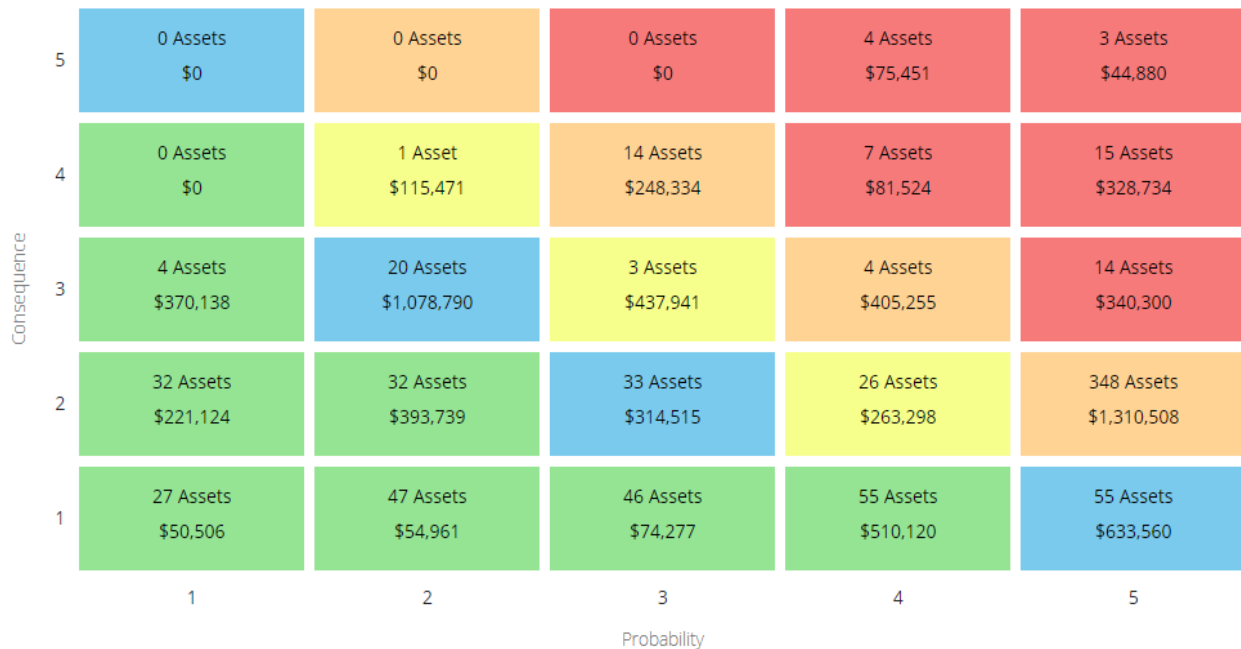 0 Assets
$0
0 Assets
$0
0 Assets
$0
4 Assets
$75,451
3 Assets
$44,880
5
0 Assets
$0
1 Asset
$115,471
14 Assets
$248,334
7 Assets
$81,524
15 Assets
$328,734
4
Consequence
4 Assets
$370,138
20 Assets
$1,078,790
3 Assets
$437,941
4 Assets
$405,255
14 Assets
$340,300
3
32 Assets
$221,124
32 Assets
$393,739
33 Assets
$314,515
26 Assets
$263,298
348 Assets
$1,310,508
2
27 Assets
$50,506
47 Assets
$54,961
46 Assets
$74,277
55 Assets
$510,120
55 Assets
$633,560
1
1 2 3 4 5
Probability